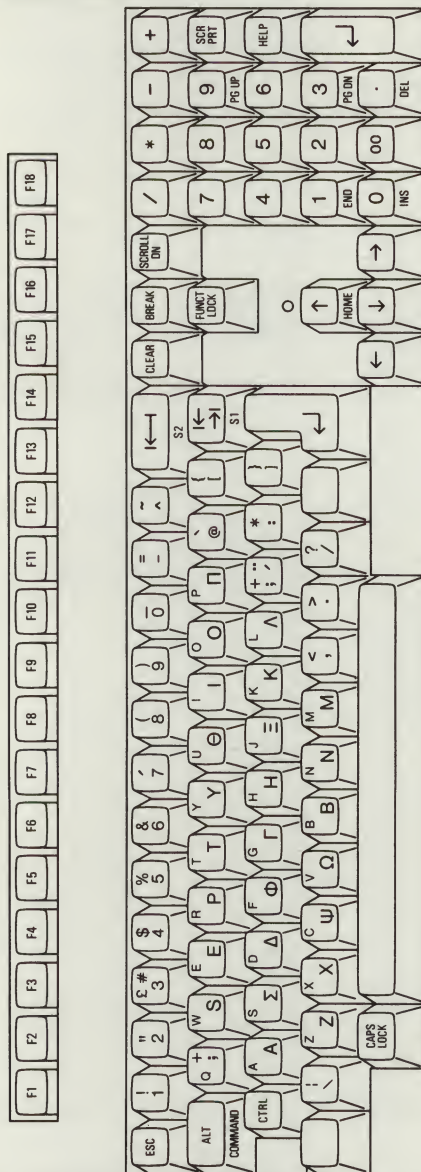 F1 F2 F3 F4 F5 F6 F7 F8 F9 F10 F11 F12 F13 F14 F15 F16 F17 F18
ESC ! 1 " 2 £ # 3 $ 4 % 5 & 6 ' 7 ( 8 ) 9 _ 0 = - ~ ^ |← S2 CLEAR BREAK SCROLL ON / * - +
ALT Q + ; W S E E R P T T Y Y U Θ I I O O P Π ` @ { [ |← →| S1 FUNCT LOCK 7 8 9 SCR PRT
COMMAND PG UP
CTRL A A S Σ D Δ F Φ G Γ H H J Ξ K K L Λ + ; ¨ ΄ * : } ] ↵ 4 5 6 HELP
¦ \ Z Z X X C Ψ V Ω B B N N M M < , > . ? / ↑ 1 2 3 ↵
HOME END PG DN
CAPS LOCK ← ↓ → 0 00 .
INS DEL